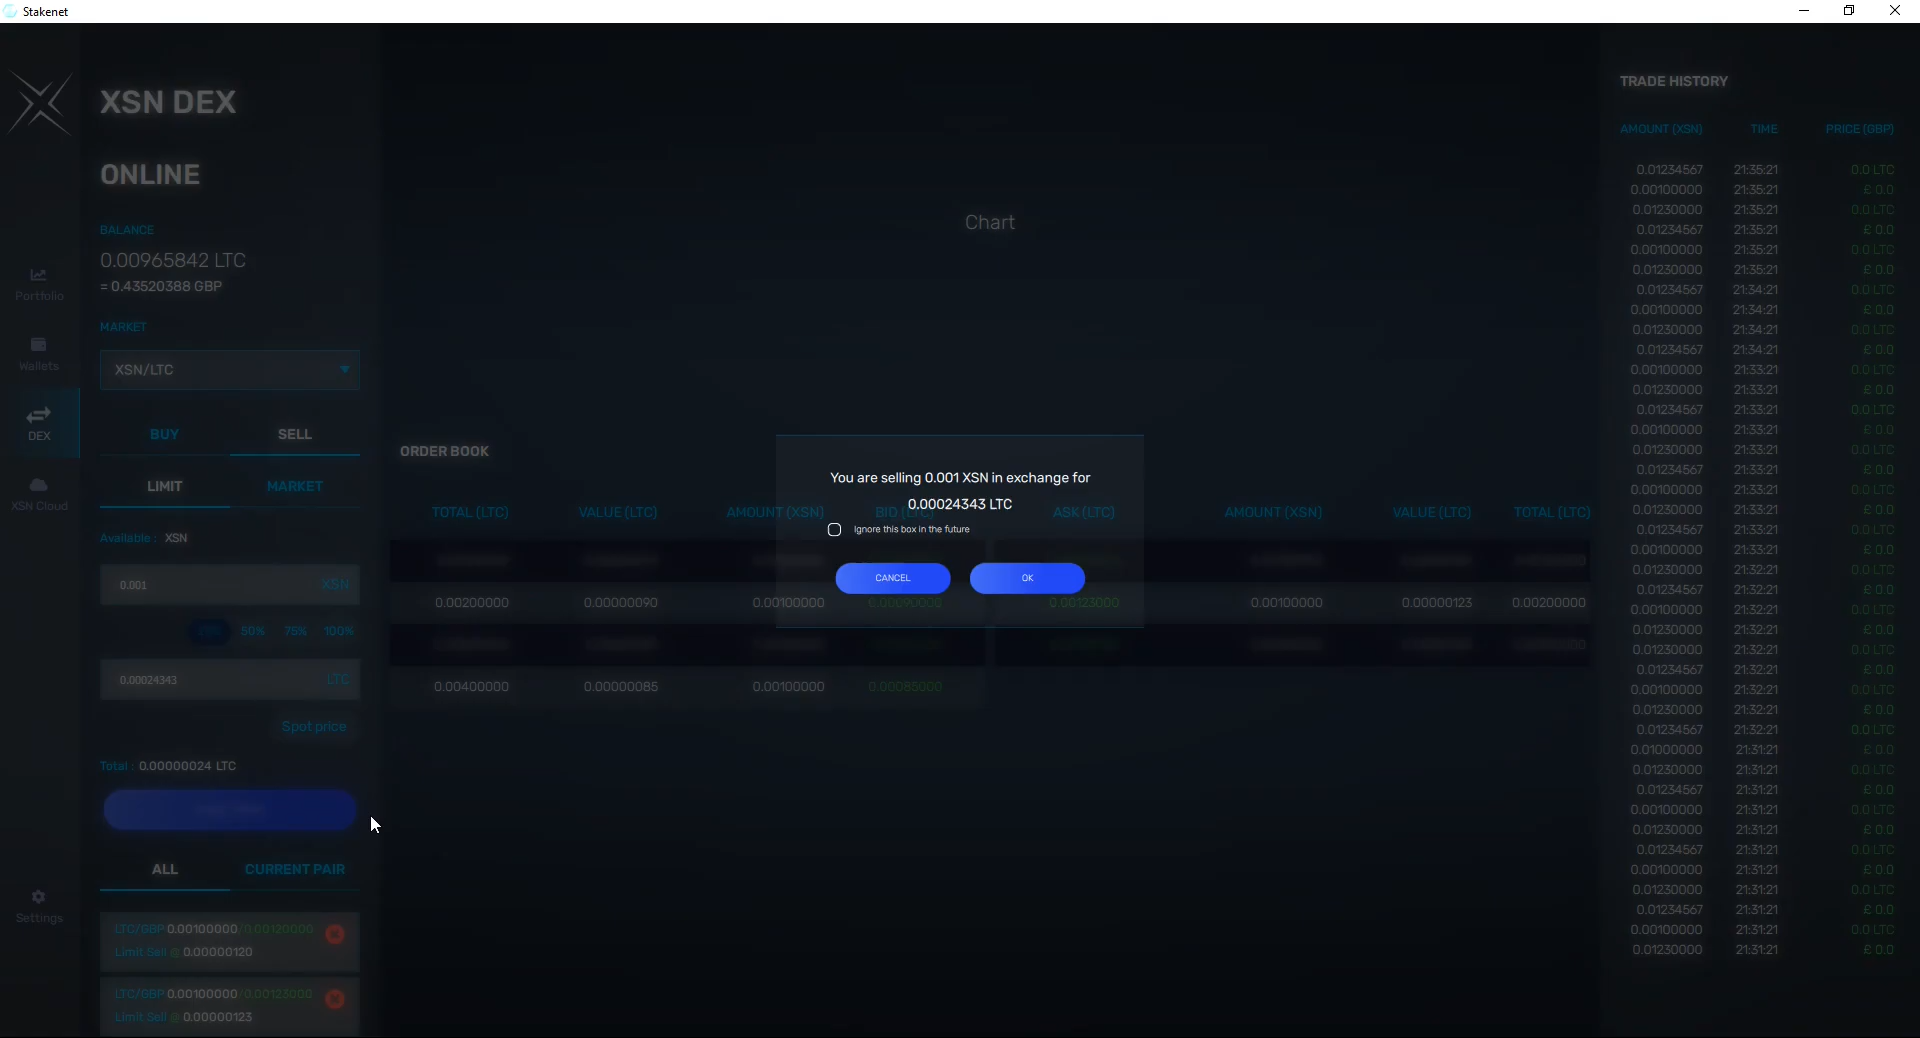 Stakenet
XSN DEX
ONLINE
BALANCE
0.00965842 LTC
= 0.43520388 GBP
MARKET
XSN/LTC
BUY SELL
LIMIT MARKET
Available : XSN
0.001 XSN
50% 75% 100%
0.00024343 LTC
Spot price
Total : 0.00000024 LTC
ALL CURRENT PAIR
LTC/GBP 0.00100000/0.00120000
Limit Sell @ 0.00000120
LTC/GBP 0.00100000/0.00123000
Limit Sell @ 0.00000123
Portfolio
Wallets
DEX
XSN Cloud
Settings
Chart
ORDER BOOK
TOTAL (LTC) VALUE (LTC) AMOUNT (XSN) BID (LTC) ASK (LTC) AMOUNT (XSN) VALUE (LTC) TOTAL (LTC)
0.00200000 0.00000090 0.00100000 0.00090000 0.00123000 0.00100000 0.00000123 0.00200000
0.00400000 0.00000085 0.00100000 0.00085000
You are selling 0.001 XSN in exchange for
0.00024343 LTC
Ignore this box in the future
CANCEL OK
TRADE HISTORY
AMOUNT (XSN) TIME PRICE (GBP)
0.01234567 21:35:21 0.0 LTC
0.00100000 21:35:21 £ 0.0
0.01230000 21:35:21 0.0 LTC
0.01234567 21:35:21 £ 0.0
0.00100000 21:35:21 0.0 LTC
0.01230000 21:35:21 £ 0.0
0.01234567 21:34:21 0.0 LTC
0.00100000 21:34:21 £ 0.0
0.01230000 21:34:21 0.0 LTC
0.01234567 21:34:21 £ 0.0
0.00100000 21:33:21 0.0 LTC
0.01230000 21:33:21 £ 0.0
0.01234567 21:33:21 0.0 LTC
0.00100000 21:33:21 £ 0.0
0.01230000 21:33:21 0.0 LTC
0.01234567 21:33:21 £ 0.0
0.00100000 21:33:21 0.0 LTC
0.01230000 21:33:21 £ 0.0
0.01234567 21:33:21 0.0 LTC
0.00100000 21:33:21 £ 0.0
0.01230000 21:32:21 0.0 LTC
0.01234567 21:32:21 £ 0.0
0.00100000 21:32:21 0.0 LTC
0.01230000 21:32:21 £ 0.0
0.01230000 21:32:21 0.0 LTC
0.01234567 21:32:21 £ 0.0
0.00100000 21:32:21 0.0 LTC
0.01230000 21:32:21 £ 0.0
0.01234567 21:32:21 0.0 LTC
0.01000000 21:31:21 £ 0.0
0.01230000 21:31:21 0.0 LTC
0.01234567 21:31:21 £ 0.0
0.00100000 21:31:21 0.0 LTC
0.01230000 21:31:21 £ 0.0
0.01234567 21:31:21 0.0 LTC
0.00100000 21:31:21 £ 0.0
0.01230000 21:31:21 0.0 LTC
0.01234567 21:31:21 £ 0.0
0.00100000 21:31:21 0.0 LTC
0.01230000 21:31:21 £ 0.0